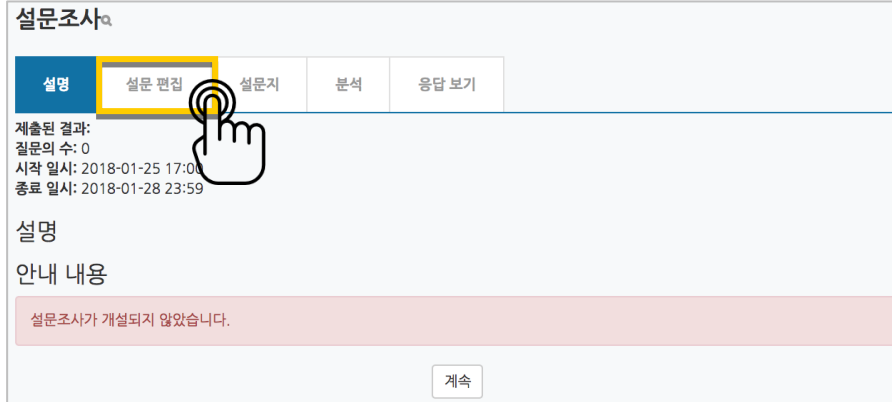 설문조사
설명 설문 편집 설문지 분석 응답 보기
제출된 결과:
질문의 수: 0
시작 일시: 2018-01-25 17:00
종료 일시: 2018-01-28 23:59
설명
안내 내용
설문조사가 개설되지 않았습니다.
계속